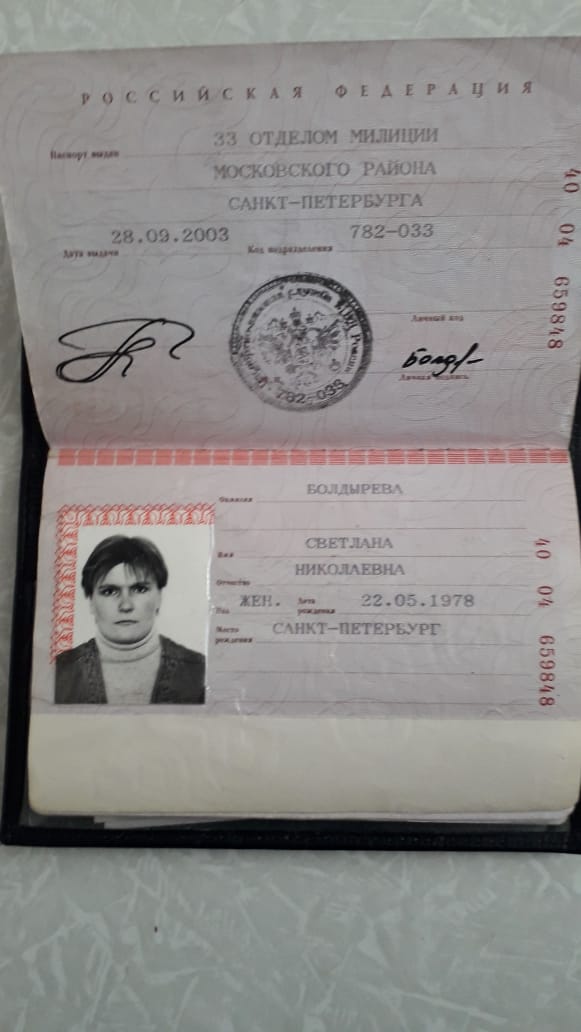 РОССИЙСКАЯ ФЕДЕРАЦИЯ
Паспорт выдан 33 ОТДЕЛОМ МИЛИЦИИ
МОСКОВСКОГО РАЙОНА
САНКТ-ПЕТЕРБУРГА
Дата выдачи 28.09.2003 Код подразделения 782-033
Личный код
Личная подпись
782-033
40 04 659848
Фамилия БОЛДЫРЕВА
Имя СВЕТЛАНА
Отчество НИКОЛАЕВНА
Пол ЖЕН. Дата рождения 22.05.1978
Место рождения САНКТ-ПЕТЕРБУРГ
40 04 659848